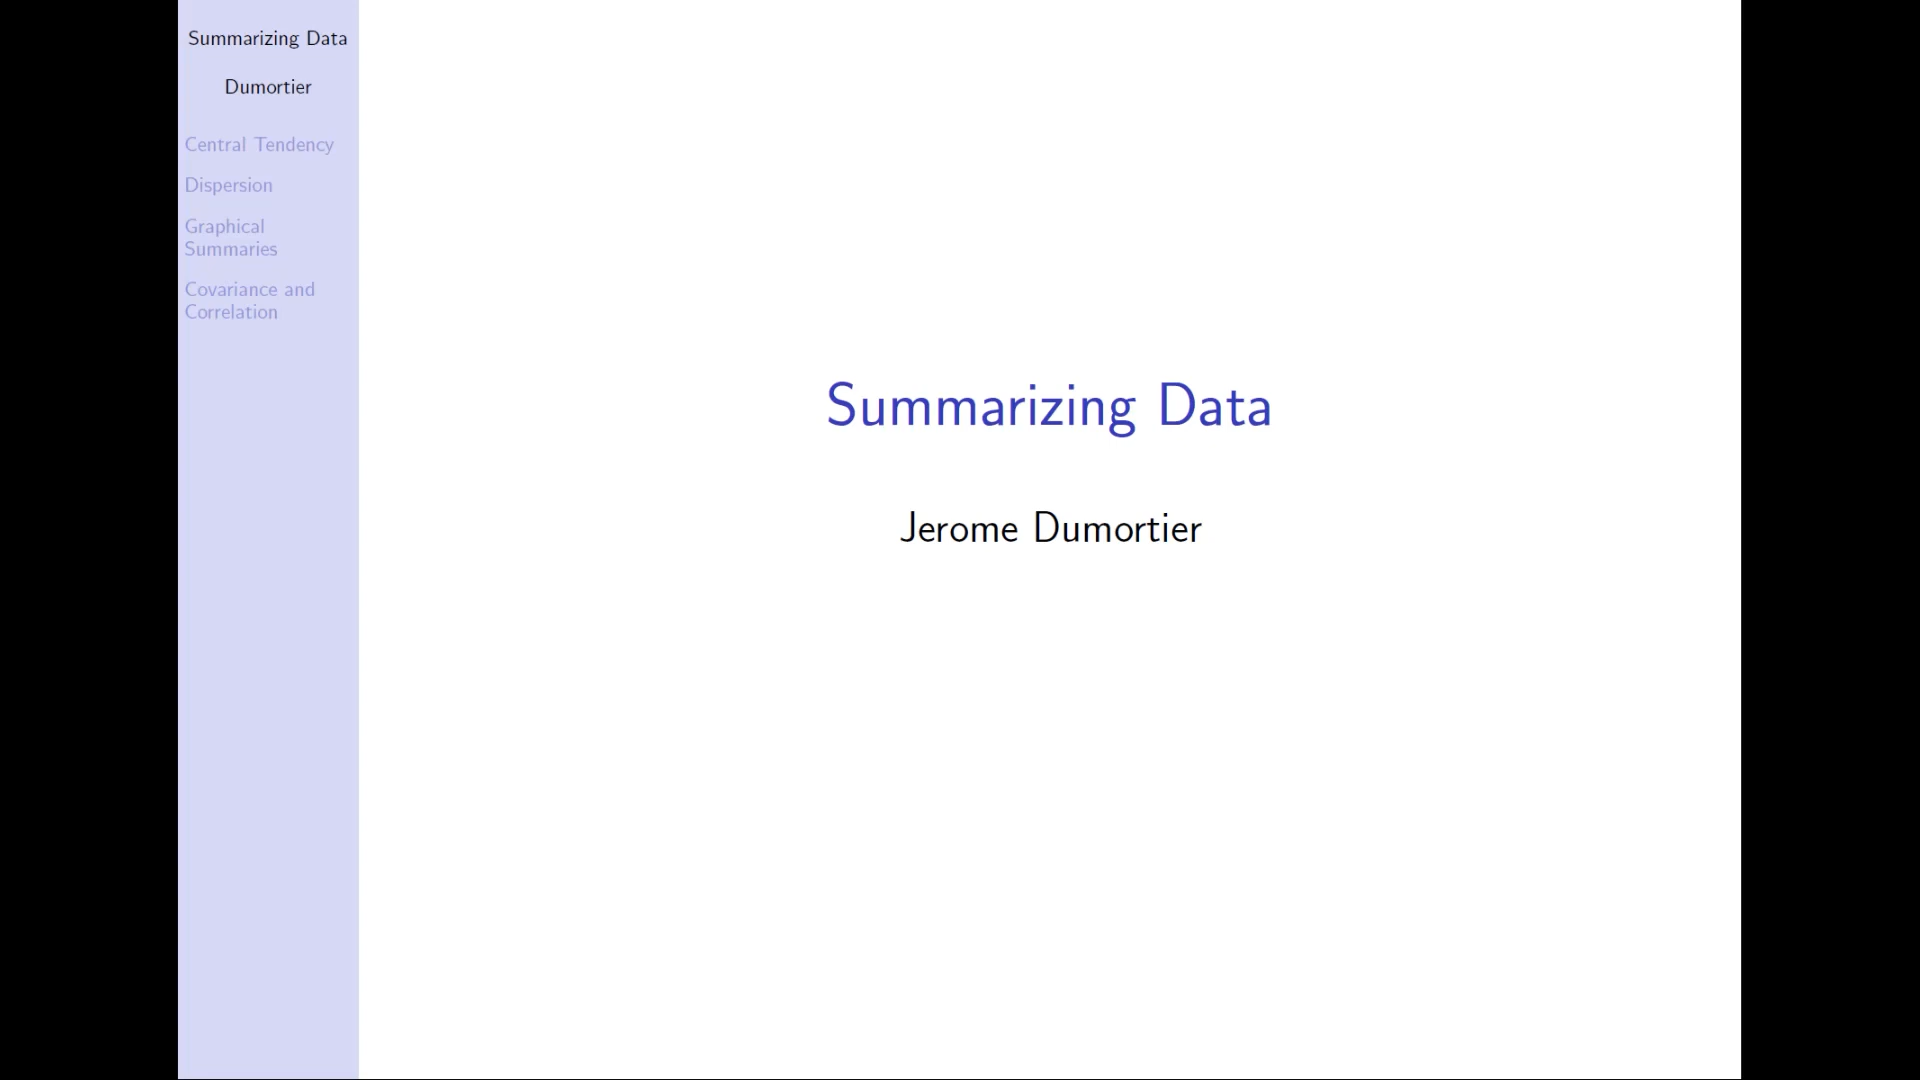 Summarizing Data
Dumortier
Central Tendency
Dispersion
Graphical
Summaries
Covariance and
Correlation
Summarizing Data
Jerome Dumortier